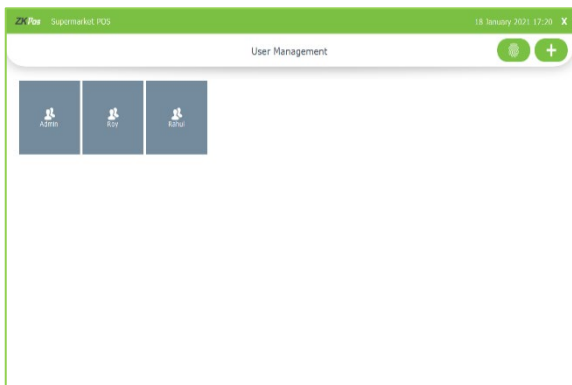 ZKPos Supermarket POS 18 January 2021 17:20 X
User Management
Admin Roy Rahul